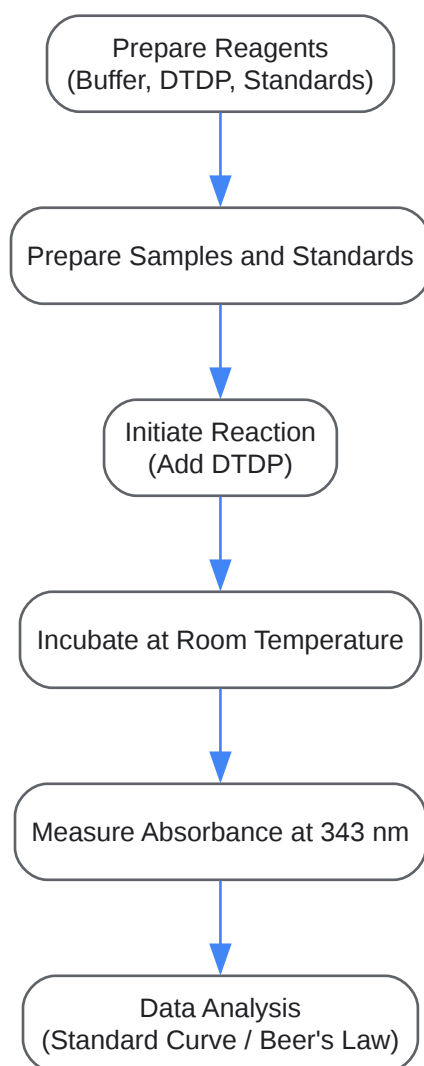 Prepare Reagents
(Buffer, DTDP, Standards)
Prepare Samples and Standards
Initiate Reaction
(Add DTDP)
Incubate at Room Temperature
Measure Absorbance at 343 nm
Data Analysis
(Standard Curve / Beer's Law)